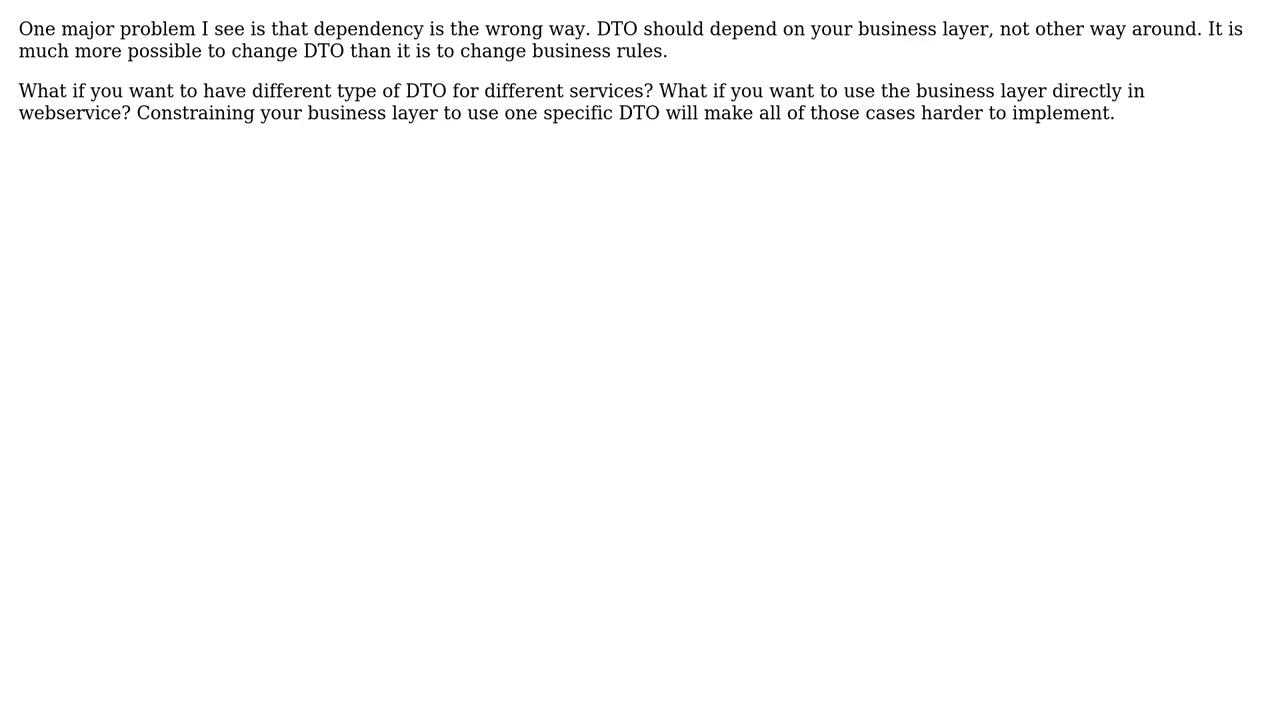 One major problem I see is that dependency is the wrong way. DTO should depend on your business layer, not other way around. It is
much more possible to change DTO than it is to change business rules.
What if you want to have different type of DTO for different services? What if you want to use the business layer directly in
webservice? Constraining your business layer to use one specific DTO will make all of those cases harder to implement.